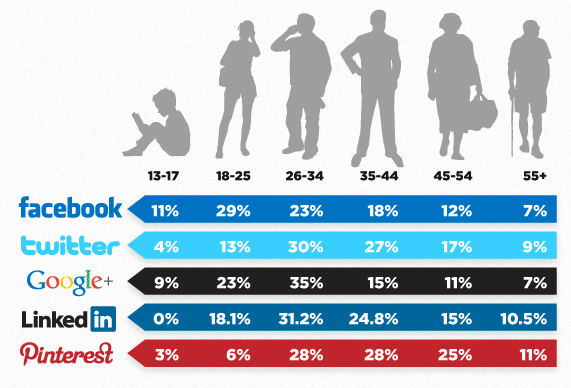 13-17 18-25 26-34 35-44 45-54 55+
facebook 11% 29% 23% 18% 12% 7%
twitter 4% 13% 30% 27% 17% 9%
Google+ 9% 23% 35% 15% 11% 7%
Linked in 0% 18.1% 31.2% 24.8% 15% 10.5%
Pinterest 3% 6% 28% 28% 25% 11%